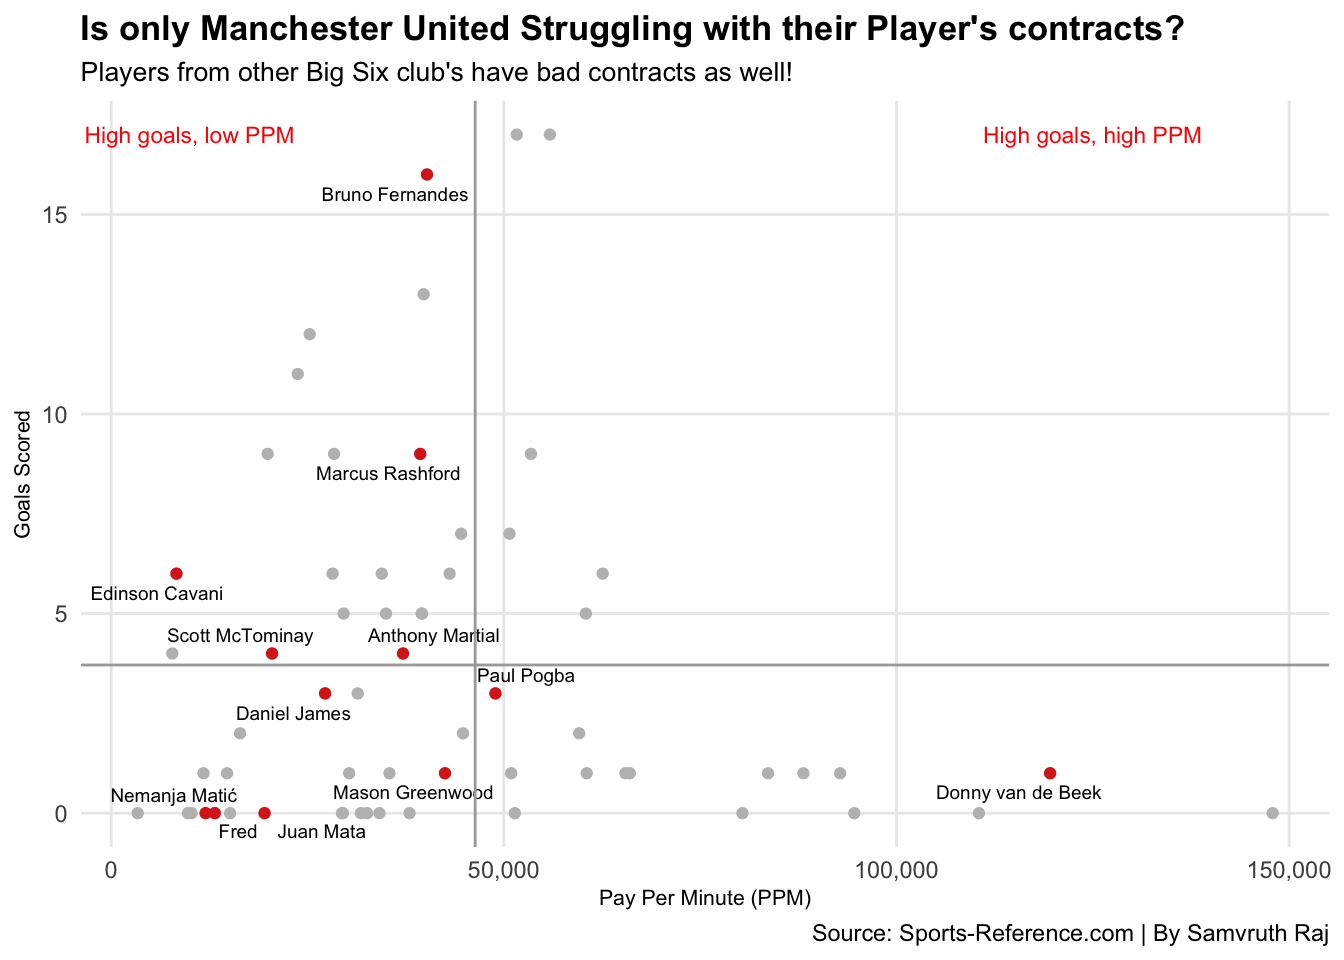 Is only Manchester United Struggling with their Player's contracts?
Players from other Big Six club's have bad contracts as well!
High goals, low PPM
High goals, high PPM
Bruno Fernandes
15
10
Marcus Rashford
Goals Scored
Edinson Cavani
5
Scott McTominay
Anthony Martial
Paul Pogba
Daniel James
Nemanja Matić
Mason Greenwood
Donny van de Beek
0
Fred
Juan Mata
0
50,000
100,000
150,000
Pay Per Minute (PPM)
Source: Sports-Reference.com | By Samvruth Raj